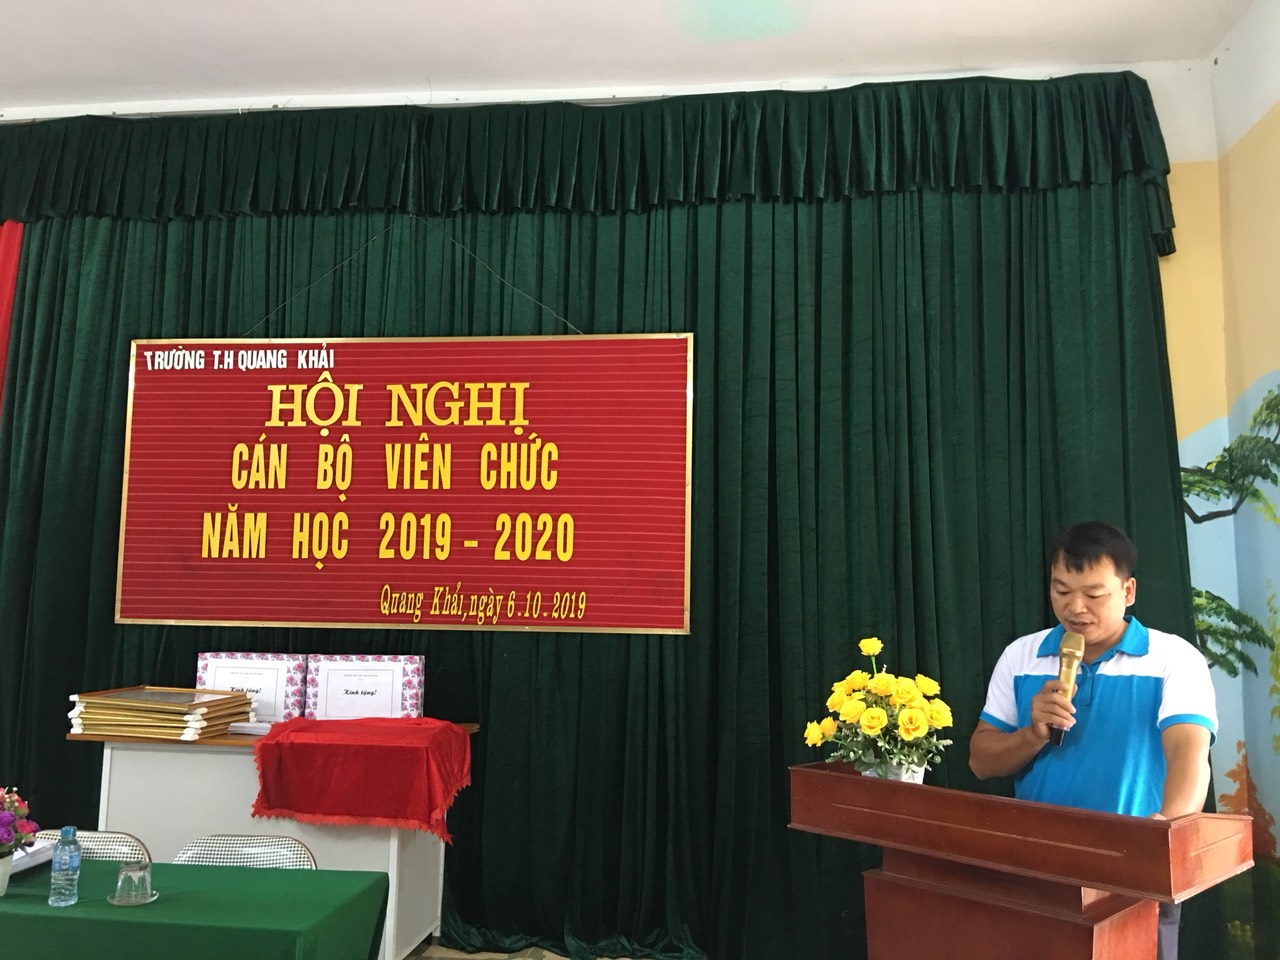 TRƯỜNG T.H QUANG KHẢI
HỘI NGHỊ
CÁN BỘ VIÊN CHỨC
NĂM HỌC 2019 - 2020
Quang Khải, ngày 6.10.2019
Kính tặng!
Kính tặng!